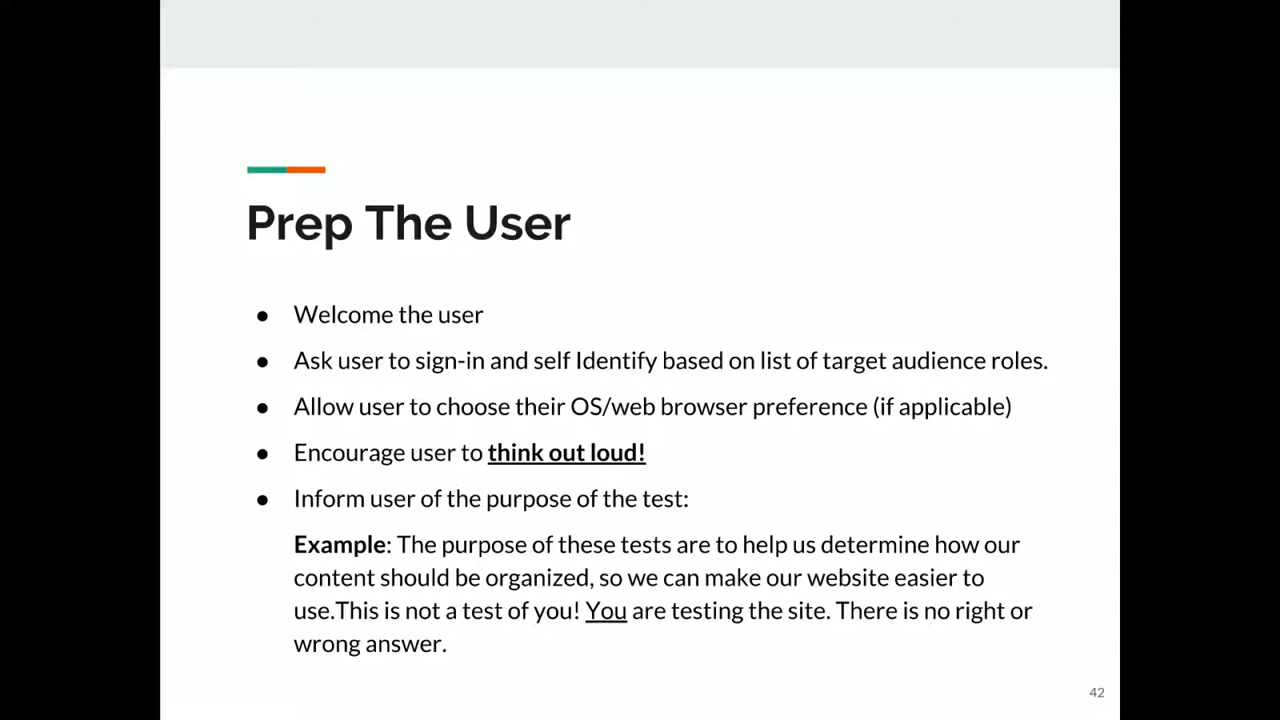 Prep The User
● Welcome the user
● Ask user to sign-in and self Identify based on list of target audience roles.
● Allow user to choose their OS/web browser preference (if applicable)
● Encourage user to think out loud!
● Inform user of the purpose of the test:
Example: The purpose of these tests are to help us determine how our
content should be organized, so we can make our website easier to
use.This is not a test of you! You are testing the site. There is no right or
wrong answer.
42